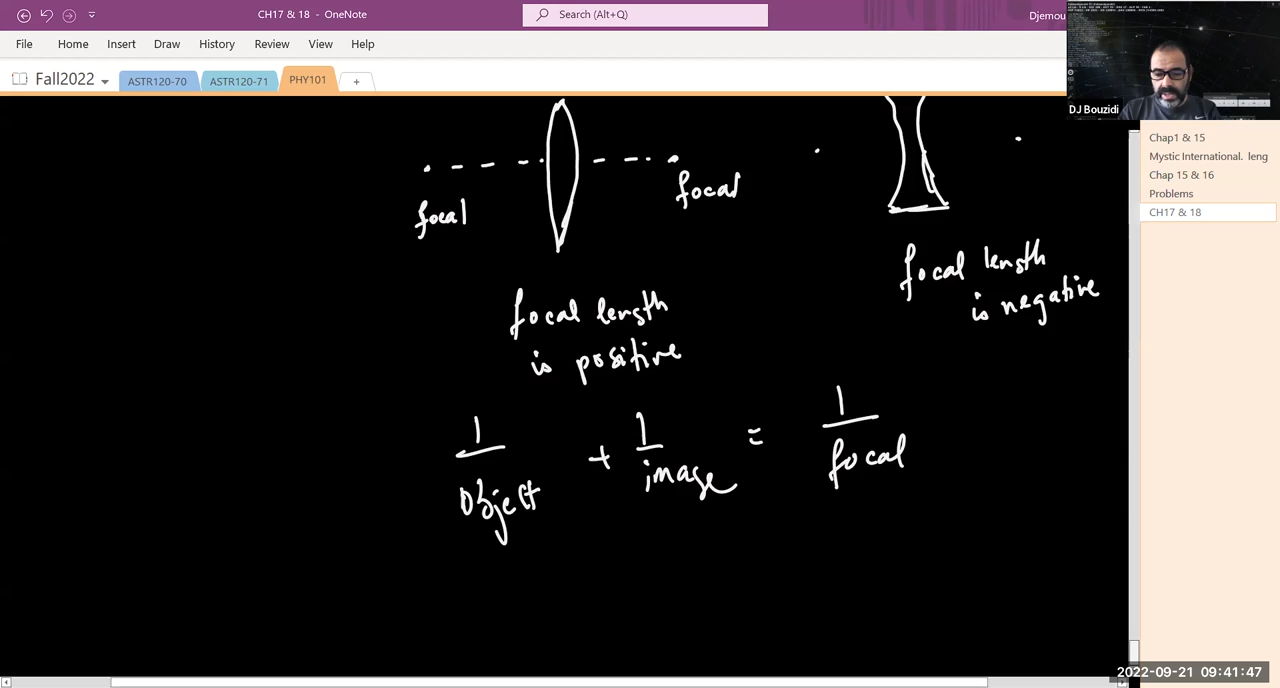 CH17 & 18 - OneNote
Search (Alt+Q)
Djemou
File Home Insert Draw History Review View Help
Fall2022
ASTR120-70
ASTR120-71
PHY101
+
DJ Bouzidi
Chap1 & 15
Mystic International. leng
Chap 15 & 16
Problems
CH17 & 18
focal
focal
focal length
is negative
focal length
is positive
1 1 1
+ =
object image focal
2022-09-21 09:41:47